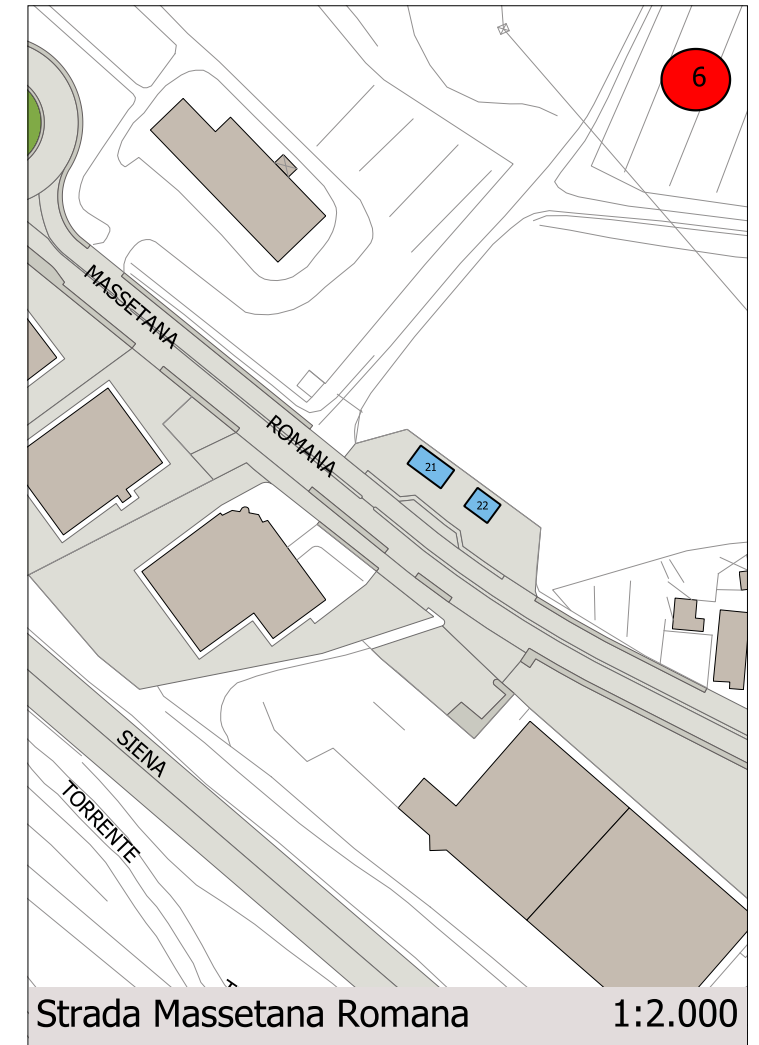 6
MASSETANA
ROMANA
21
22
SIENA
TORRENTE
Strada Massetana Romana 1:2.000